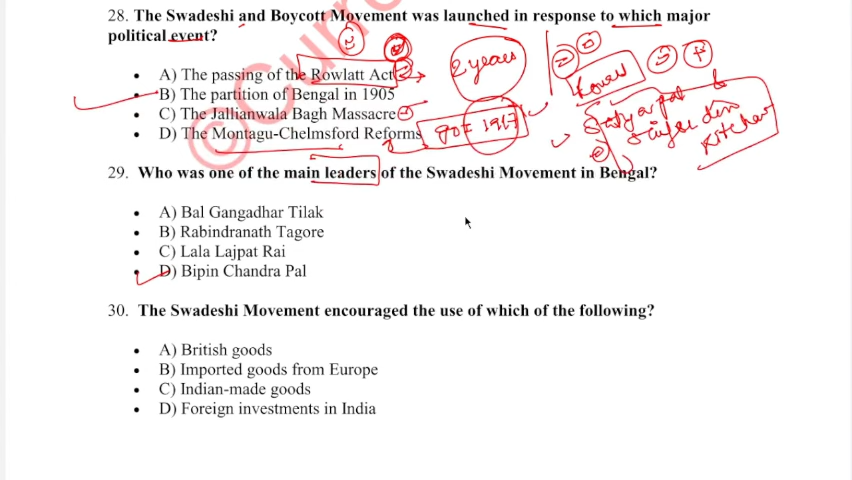 28. The Swadeshi and Boycott Movement was launched in response to which major
political event?
• A) The passing of the Rowlatt Act
• B) The partition of Bengal in 1905
• C) The Jallianwala Bagh Massacre
• D) The Montagu-Chelmsford Reforms
2 years
1917
29. Who was one of the main leaders of the Swadeshi Movement in Bengal?
• A) Bal Gangadhar Tilak
• B) Rabindranath Tagore
• C) Lala Lajpat Rai
• D) Bipin Chandra Pal
30. The Swadeshi Movement encouraged the use of which of the following?
• A) British goods
• B) Imported goods from Europe
• C) Indian-made goods
• D) Foreign investments in India